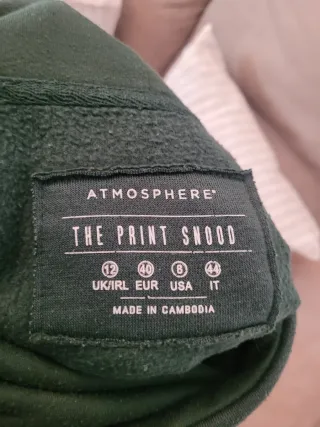 ATMOSPHERE®
THE PRINT SNOOD
12 40 8 44
UK/IRL EUR USA IT
MADE IN CAMBODIA